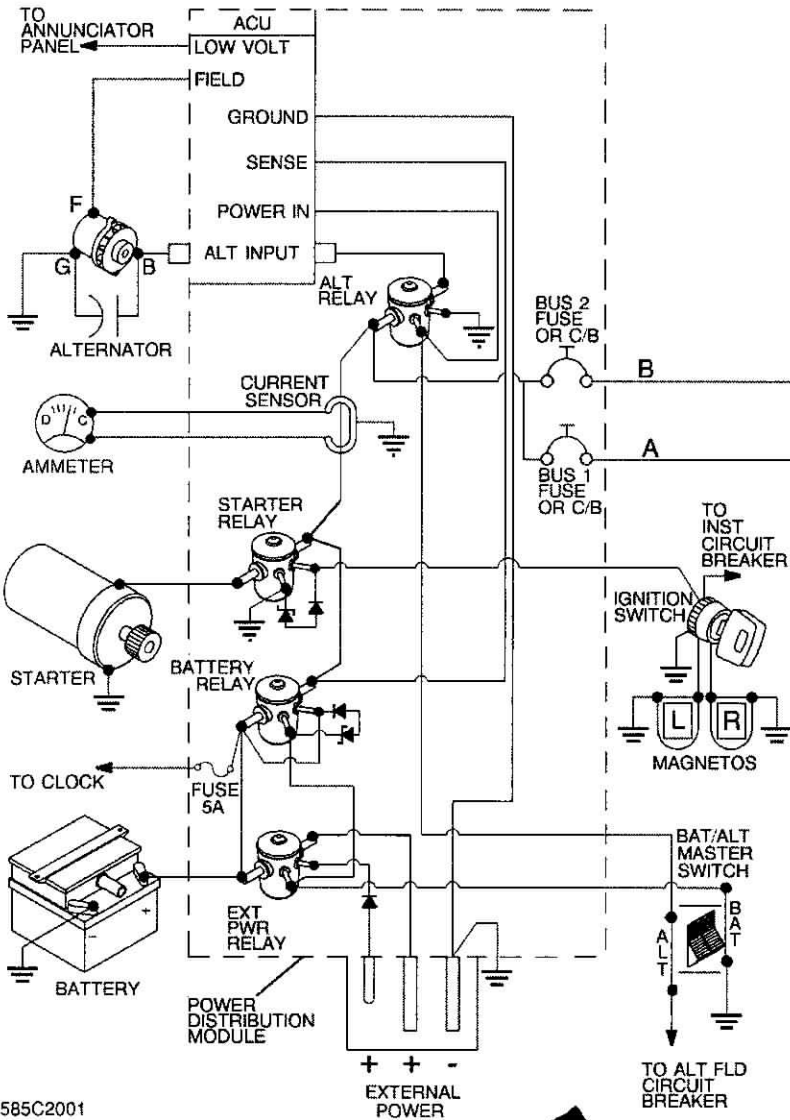 TO
ANNUNCIATOR
PANEL
ACU
LOW VOLT
FIELD
GROUND
SENSE
POWER IN
ALT INPUT
F
G
B
ALTERNATOR
ALT
RELAY
BUS 2
FUSE
OR C/B
B
CURRENT
SENSOR
D
C
AMMETER
A
BUS 1
FUSE
OR C/B
STARTER
RELAY
TO
INST
CIRCUIT
BREAKER
IGNITION
SWITCH
STARTER
BATTERY
RELAY
L
R
MAGNETOS
TO CLOCK
FUSE
5A
BAT/ALT
MASTER
SWITCH
EXT
PWR
RELAY
ALT
BAT
+
-
BATTERY
POWER
DISTRIBUTION
MODULE
+ + -
EXTERNAL
POWER
TO ALT FLD
CIRCUIT
BREAKER
585C2001